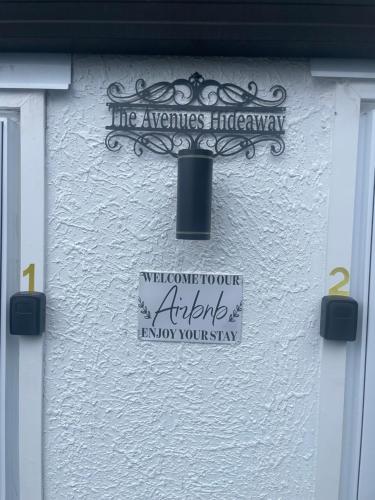 The Avenues Hideaway
1
2
WELCOME TO OUR
Airbnb
ENJOY YOUR STAY